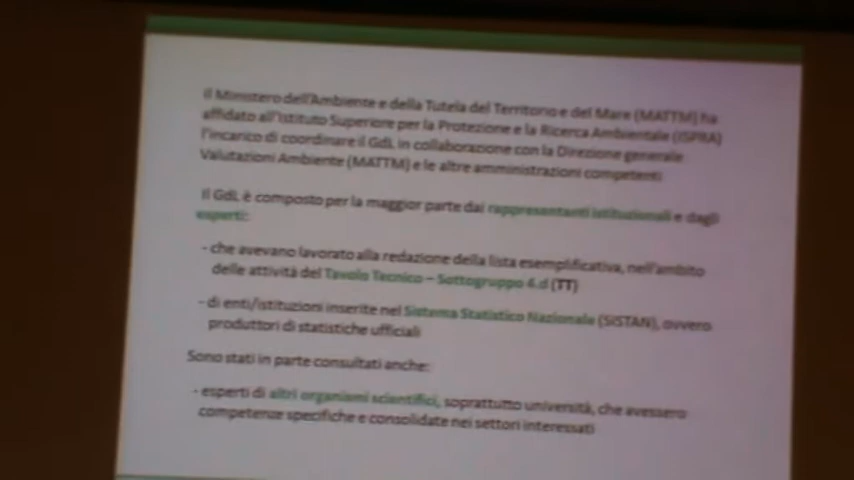 Il Ministero dell'Ambiente e della Tutela del Territorio e del Mare (MATTM) ha
affidato all'Istituto Superiore per la Protezione e la Ricerca Ambientale (ISPRA)
l'incarico di coordinare il GdL in collaborazione con la Direzione generale
Valutazioni Ambiente (MATTM) e le altre amministrazioni competenti
Il GdL è composto per la maggior parte dai rappresentanti istituzionali e dagli
esperti:
- che avevano lavorato alla redazione della lista esemplificativa, nell'ambito
delle attività del Tavolo Tecnico – Sottogruppo 4.d (TT)
- di enti/istituzioni inserite nel Sistema Statistico Nazionale (SISTAN), ovvero
produttori di statistiche ufficiali
Sono stati in parte consultati anche:
- esperti di altri organismi scientifici, soprattutto università, che avessero
competenze specifiche e consolidate nei settori interessati